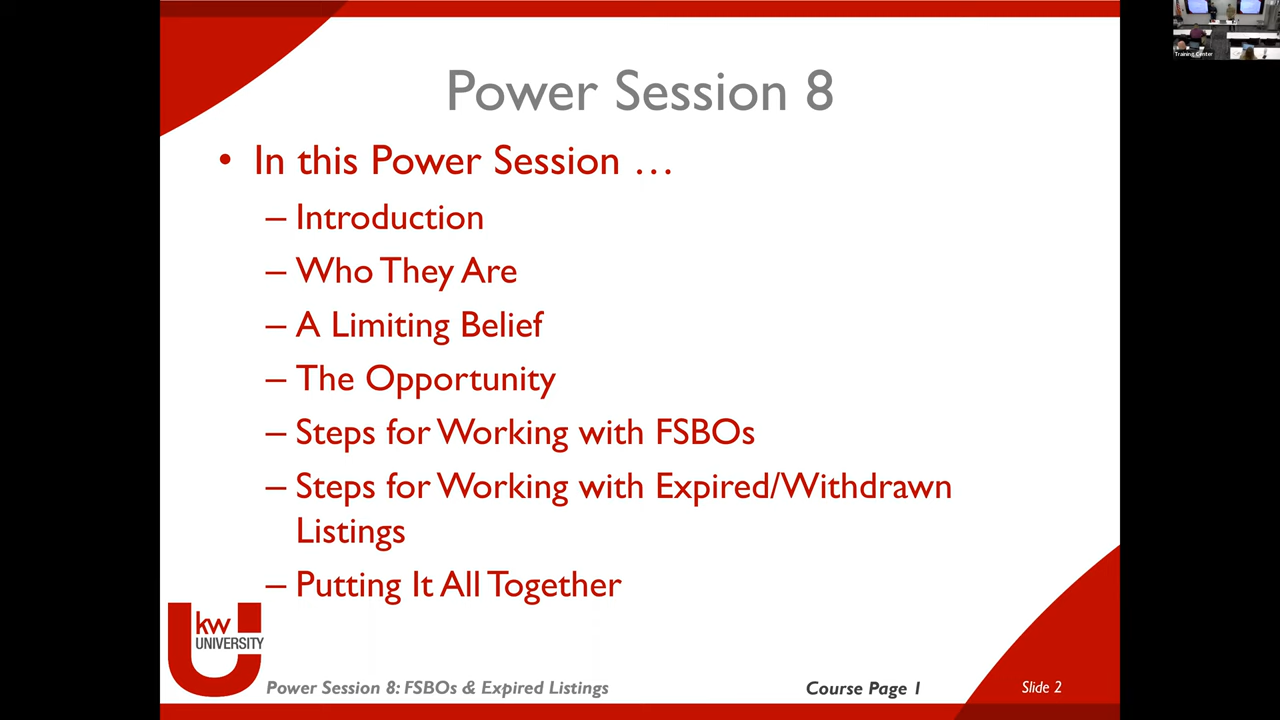 Training Center
Power Session 8
• In this Power Session …
– Introduction
– Who They Are
– A Limiting Belief
– The Opportunity
– Steps for Working with FSBOs
– Steps for Working with Expired/Withdrawn
Listings
– Putting It All Together
kw
UNIVERSITY
Power Session 8: FSBOs & Expired Listings
Course Page 1
Slide 2